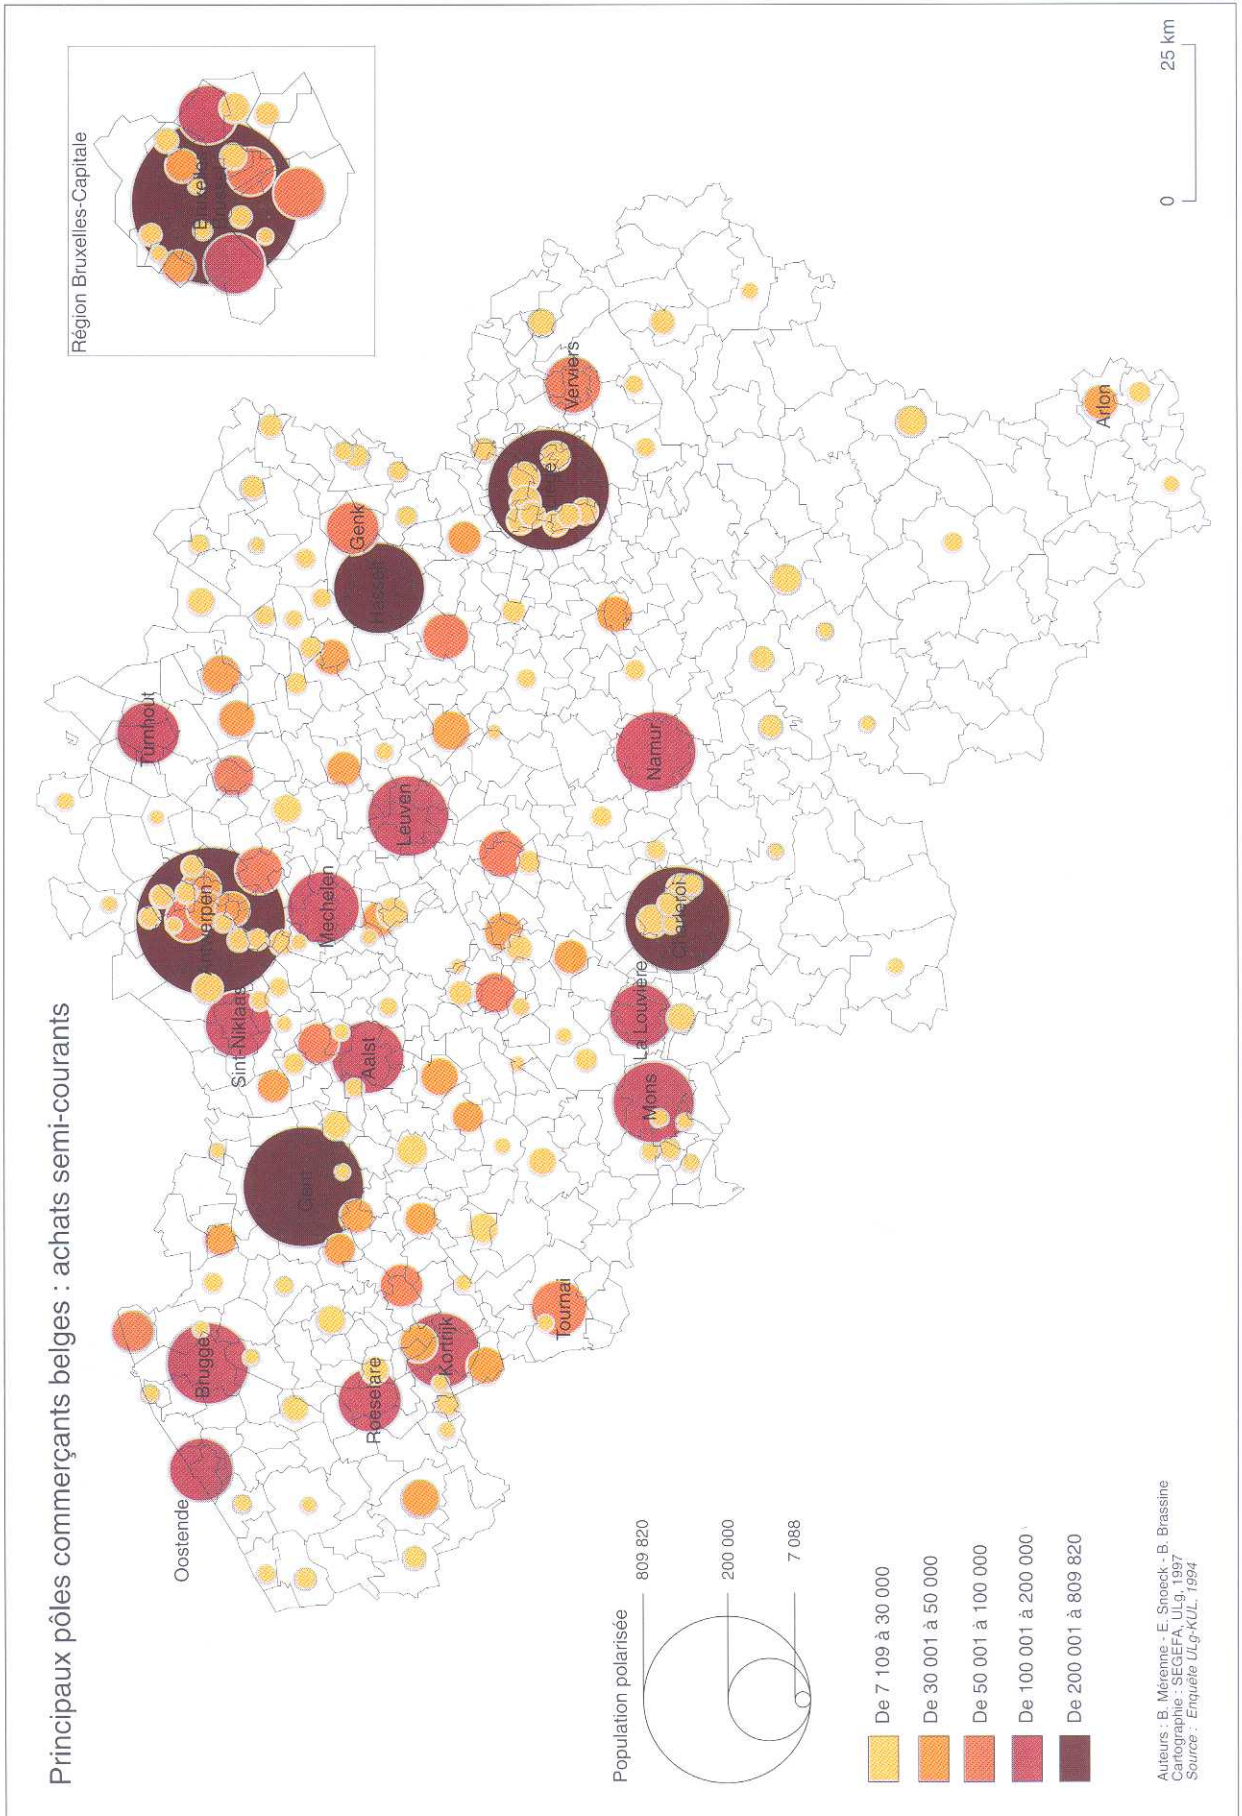 Principaux pôles commerçants belges : achats semi-courants
Région Bruxelles-Capitale
Bruxelles
Oostende
Brugge
Roeselare
Kortrijk
Tournai
Gent
Sint-Niklaas
Aalst
Antwerpen
Mechelen
Turnhout
Leuven
Hasselt
Genk
Mons
La Louvière
Charleroi
Namur
Verviers
Arlon
Population polarisée
809 820
200 000
7 088
De 7 109 à 30 000
De 30 001 à 50 000
De 50 001 à 100 000
De 100 001 à 200 000
De 200 001 à 809 820
0 25 km
Auteurs : B. Mérenne - E. Snoeck - B. Brassine
Cartographie : SEGEFA, ULg, 1997
Source : Enquête ULg-KUL, 1994